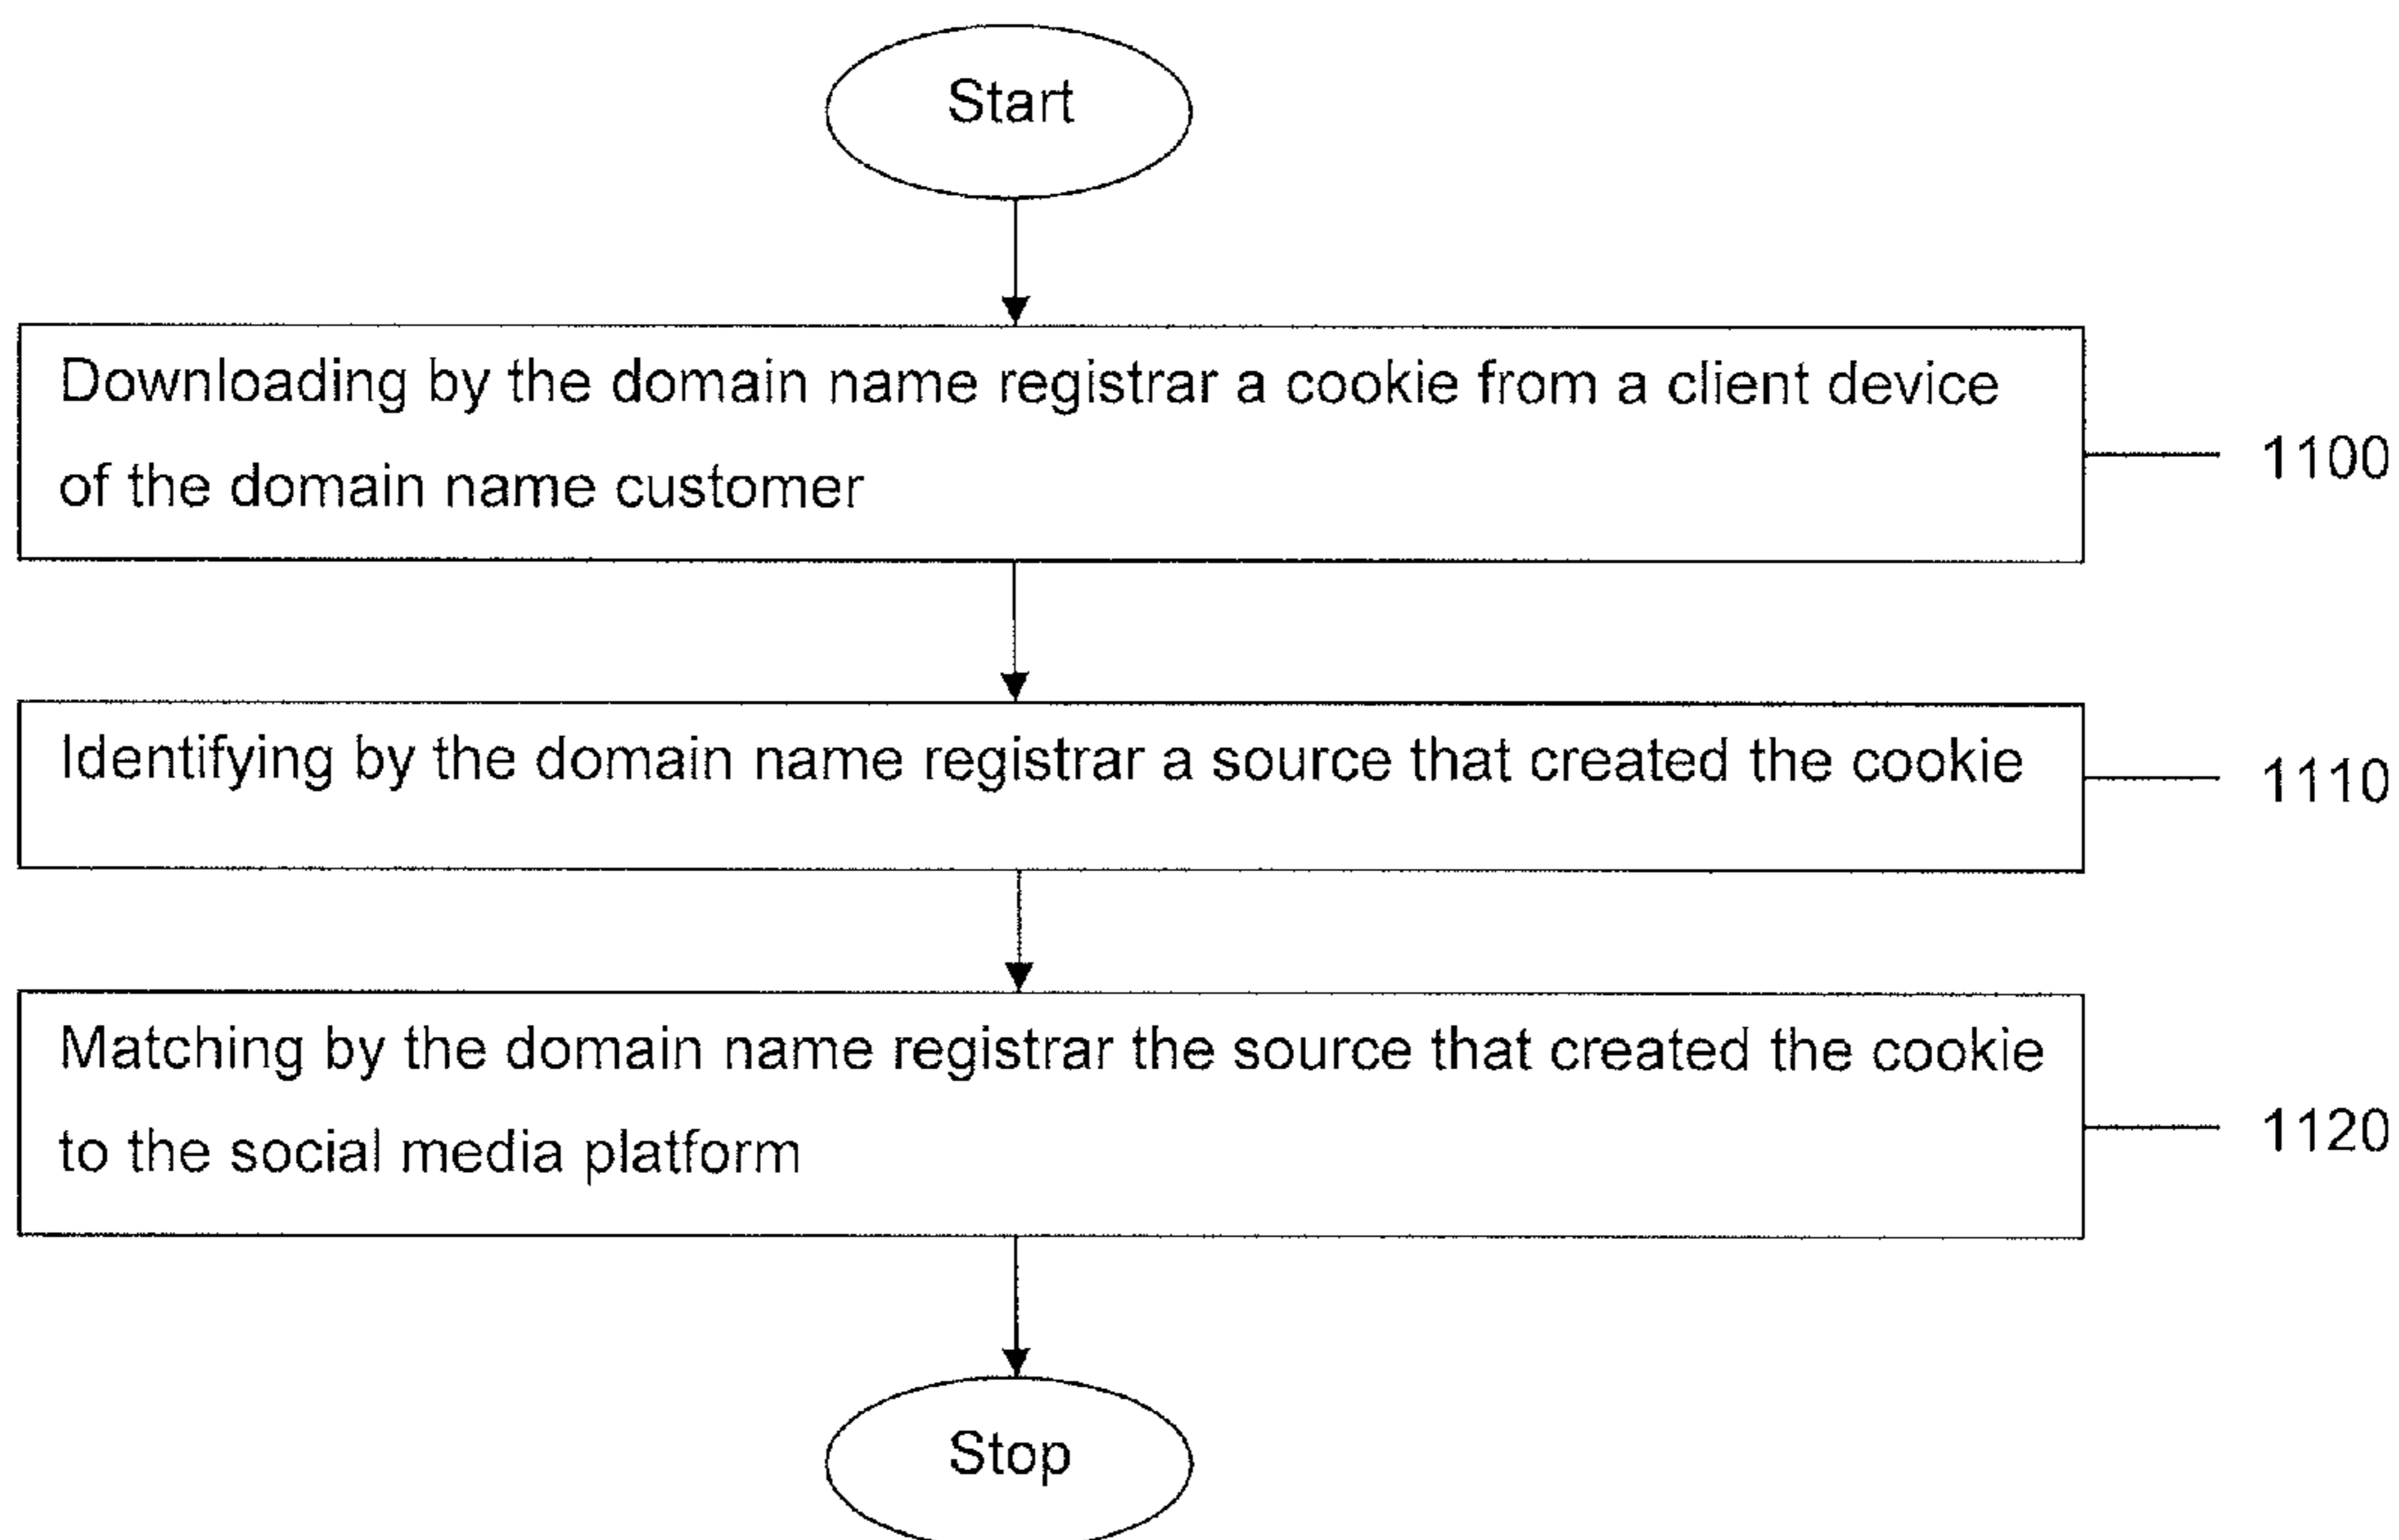 Start
Downloading by the domain name registrar a cookie from a client device
of the domain name customer
1100
Identifying by the domain name registrar a source that created the cookie
1110
Matching by the domain name registrar the source that created the cookie
to the social media platform
1120
Stop